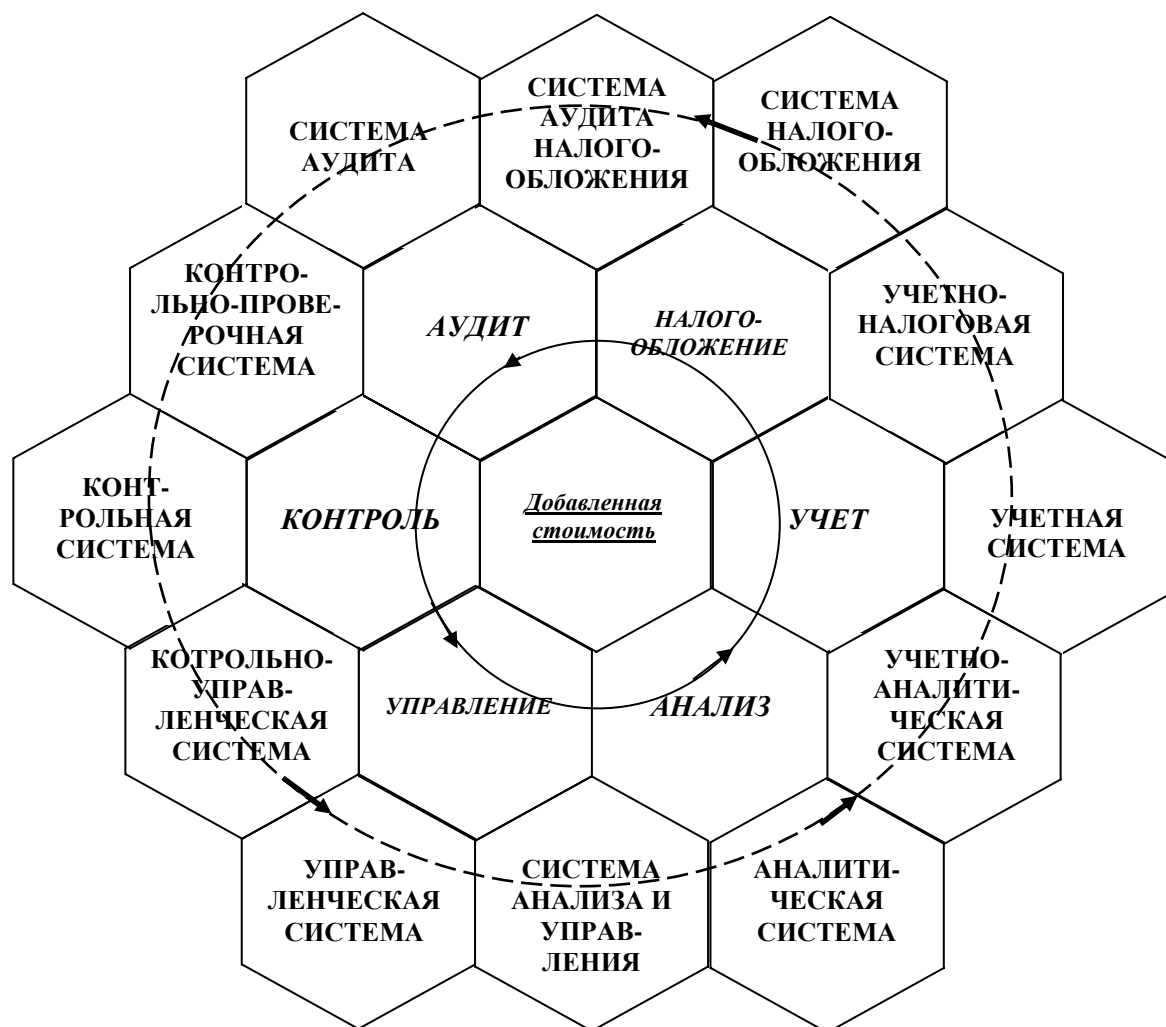 СИСТЕМА
АУДИТА
СИСТЕМА
АУДИТА
НАЛОГО-
ОБЛОЖЕНИЯ
СИСТЕМА
НАЛОГО-
ОБЛОЖЕНИЯ
КОНТРО-
ЛЬНО-ПРОВЕ-
РОЧНАЯ
СИСТЕМА
АУДИТ
НАЛОГО-
ОБЛОЖЕНИЕ
УЧЕТНО-
НАЛОГОВАЯ
СИСТЕМА
КОНТ-
РОЛЬНАЯ
СИСТЕМА
КОНТРОЛЬ
Добавленная
стоимость
УЧЕТ
УЧЕТНАЯ
СИСТЕМА
КОТРОЛЬНО-
УПРАВ-
ЛЕНЧЕСКАЯ
СИСТЕМА
УПРАВЛЕНИЕ
АНАЛИЗ
УЧЕТНО-
АНАЛИТИ-
ЧЕСКАЯ
СИСТЕМА
УПРАВ-
ЛЕНЧЕСКАЯ
СИСТЕМА
СИСТЕМА
АНАЛИЗА И
УПРАВ-
ЛЕНИЯ
АНАЛИТИ-
ЧЕСКАЯ
СИСТЕМА